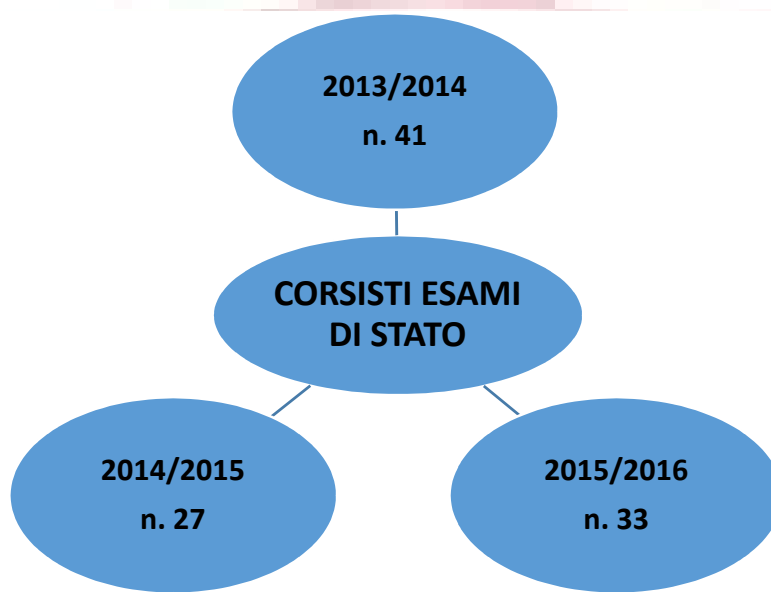 2013/2014
n. 41
CORSISTI ESAMI
DI STATO
2014/2015
n. 27
2015/2016
n. 33